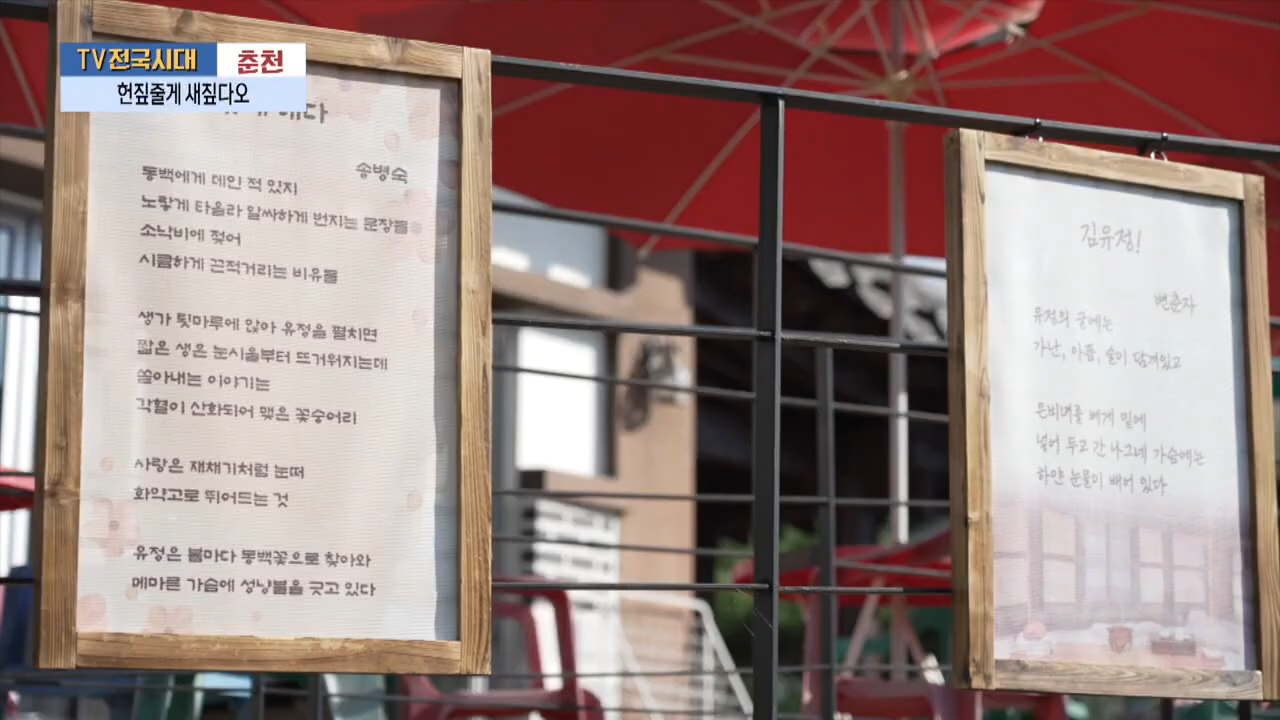 TV전국시대 춘천
헌짚줄게 새짚다오
송병숙
동백에게 데인 적 있지
노랗게 타올라 알싸하게 번지는 문장들
소낙비에 젖어
시큼하게 끈적거리는 비유들
생가 툇마루에 앉아 유정을 펼치면
짧은 생은 눈시울부터 뜨거워지는데
쏟아내는 이야기는
각혈이 산화되어 맺은 꽃숭어리
사랑은 재채기처럼 눈떠
화약고로 뛰어드는 것
유정은 봄마다 동백꽃으로 찾아와
메마른 가슴에 성냥불을 긋고 있다
김유정!
변춘자
유정의 글에는
가난, 아픔, 술이 담겨있고
은비녀를 베게 밑에
넣어 두고 간 나그네 가슴에는
하얀 눈물이 배어 있다